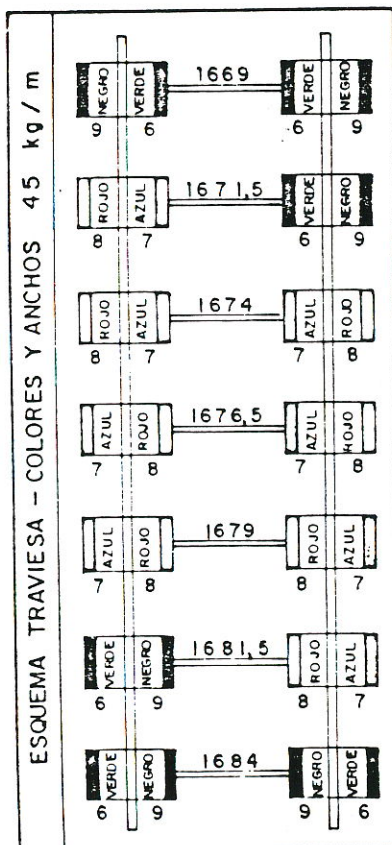 ESQUEMA TRAVIESA - COLORES Y ANCHOS 45 kg/m
1669
NEGRO VERDE VERDE NEGRO
9 6 6 9
1671,5
ROJO AZUL VERDE NEGRO
8 7 6 9
1674
ROJO AZUL AZUL ROJO
8 7 7 8
1676,5
AZUL ROJO AZUL ROJO
7 8 7 8
1679
AZUL ROJO ROJO AZUL
7 8 8 7
1681,5
VERDE NEGRO ROJO AZUL
6 9 8 7
1684
VERDE NEGRO NEGRO VERDE
6 9 9 6